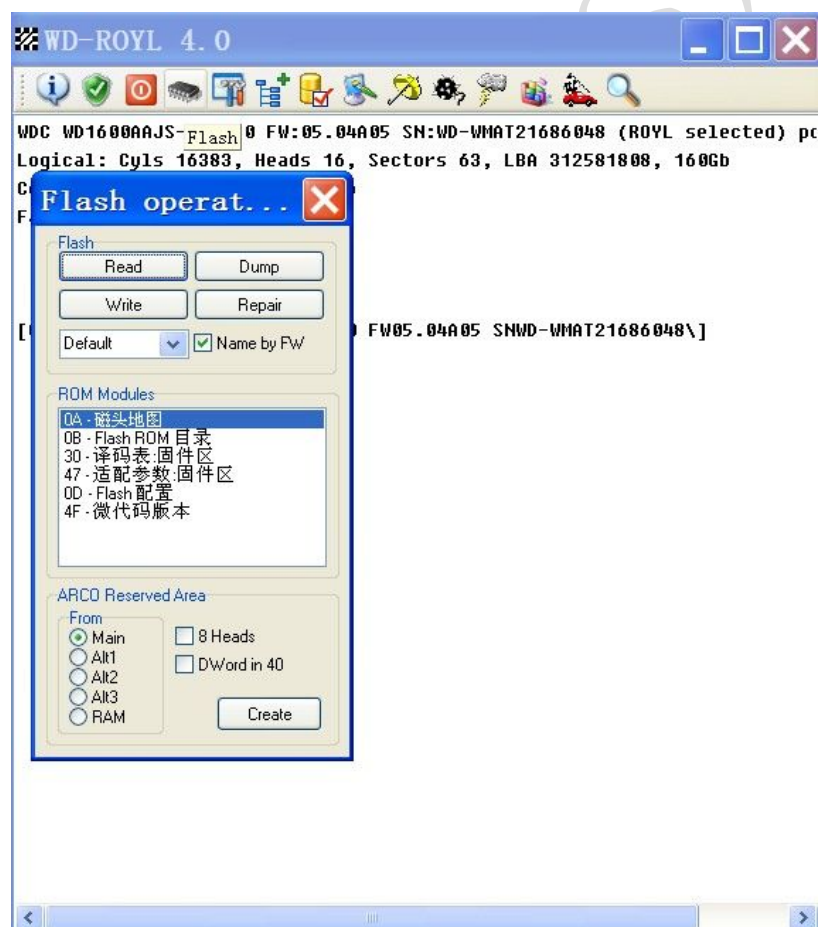 WD-ROYL 4.0
WDC WD1600AAJS- 0 FW:05.04A05 SN:WD-WMAT21686048 (ROYL selected) po
Flash
Logical: Cyls 16383, Heads 16, Sectors 63, LBA 312581808, 160Gb
C
F
[ FW05.04A05 SNWD-WMAT21686048\]
Flash operat...
Flash
Read Dump
Write Repair
Default Name by FW
ROM Modules
0A - 磁头地图
0B - Flash ROM 目录
30 - 译码表:固件区
47 - 适配参数:固件区
0D - Flash 配置
4F - 微代码版本
ARCO Reserved Area
From
Main 8 Heads
Alt1
DWord in 40
Alt2
Alt3
RAM Create